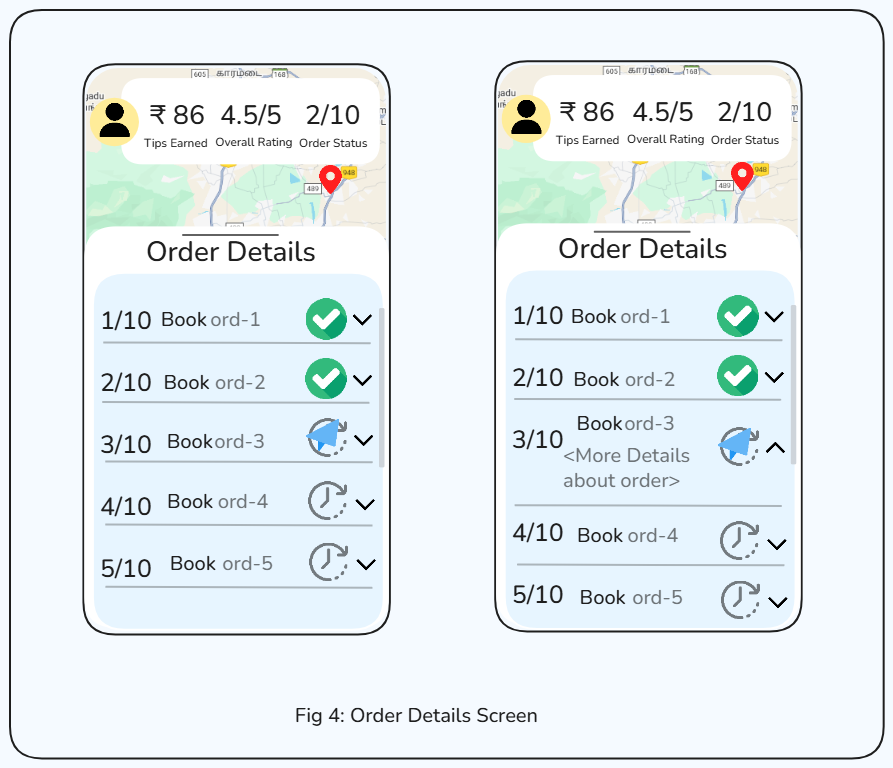 605 காரமடை 168
gadu
₹ 86 4.5/5 2/10
Tips Earned Overall Rating Order Status
948
489
Order Details
1/10 Book ord-1
2/10 Book ord-2
3/10 Book ord-3
4/10 Book ord-4
5/10 Book ord-5
605 காரமடை 168
gadu
₹ 86 4.5/5 2/10
Tips Earned Overall Rating Order Status
948
489
Order Details
1/10 Book ord-1
2/10 Book ord-2
Book ord-3
3/10
<More Details
about order>
4/10 Book ord-4
5/10 Book ord-5
Fig 4: Order Details Screen